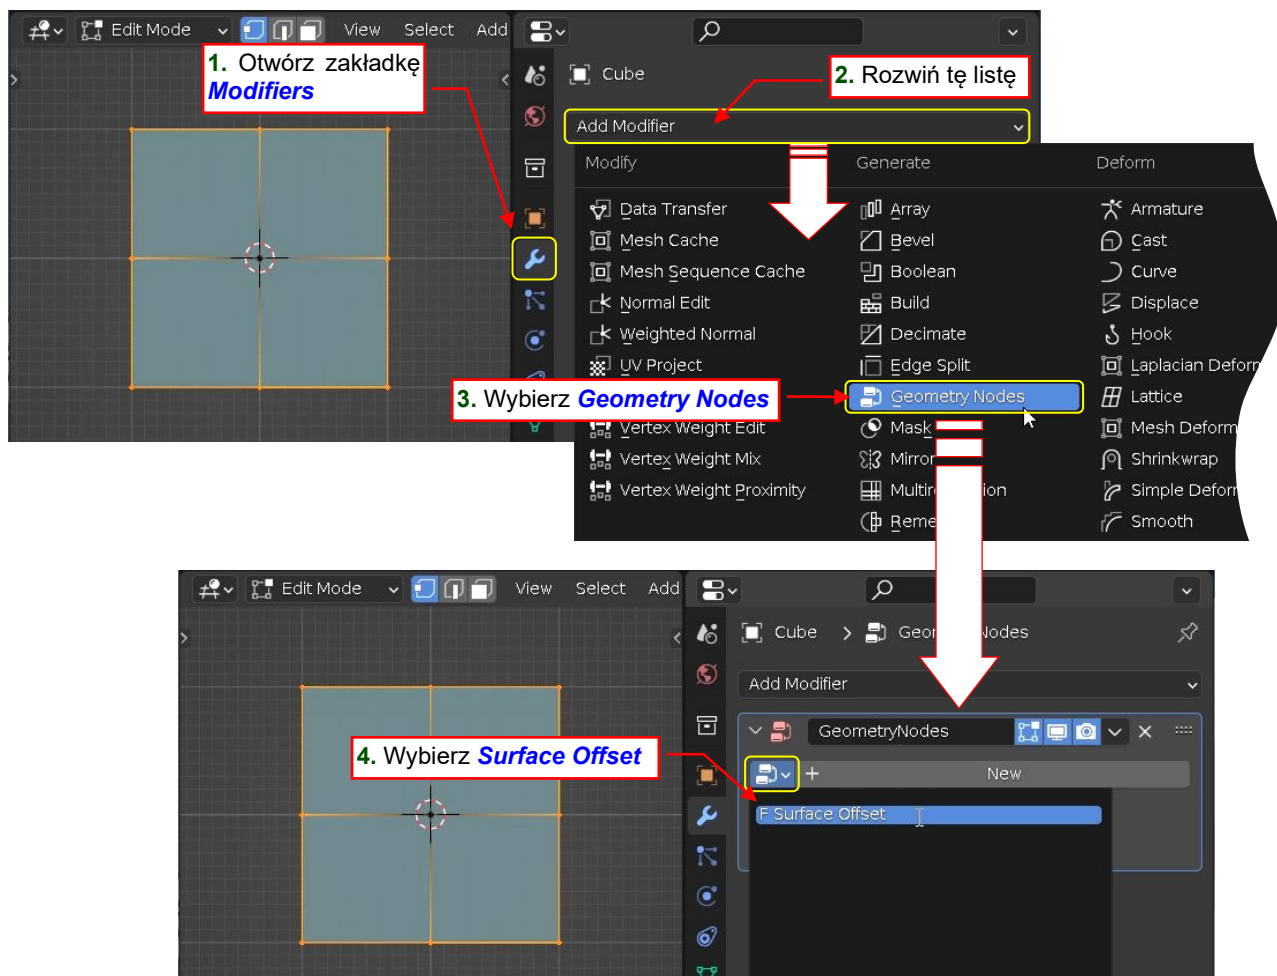 Edit Mode View Select Add
1. Otwórz zakładkę
Modifiers
Cube
2. Rozwiń tę listę
Add Modifier
Modify Generate Deform
Data Transfer Array Armature
Mesh Cache Bevel Cast
Mesh Sequence Cache Boolean Curve
Normal Edit Build Displace
Weighted Normal Decimate Hook
UV Project Edge Split Laplacian Deform
3. Wybierz Geometry Nodes Geometry Nodes Lattice
Vertex Weight Edit Mask Mesh Deform
Vertex Weight Mix Mirror Shrinkwrap
Vertex Weight Proximity Simple Deform
Smooth
Edit Mode View Select Add
Cube Nodes
Add Modifier
GeometryNodes
4. Wybierz Surface Offset
New
F Surface Offset